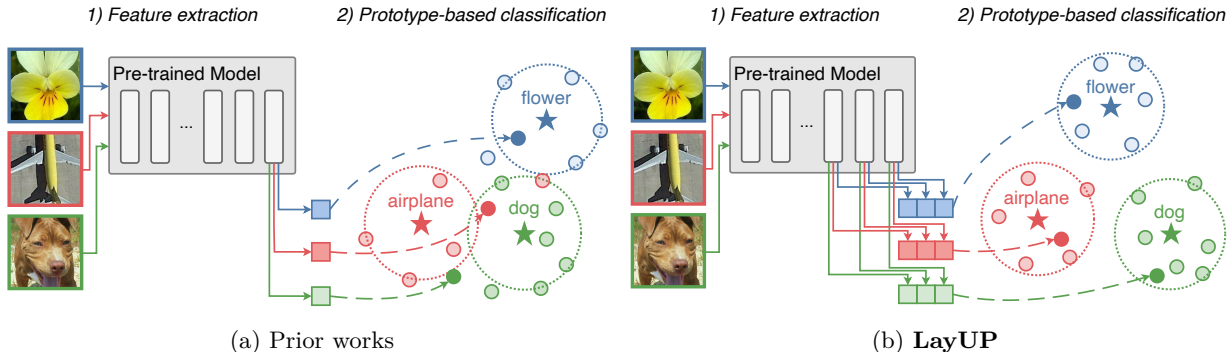 1) Feature extraction
2) Prototype-based classification
Pre-trained Model
...
flower
airplane
dog
(a) Prior works
1) Feature extraction
2) Prototype-based classification
Pre-trained Model
...
flower
airplane
dog
(b) LayUP